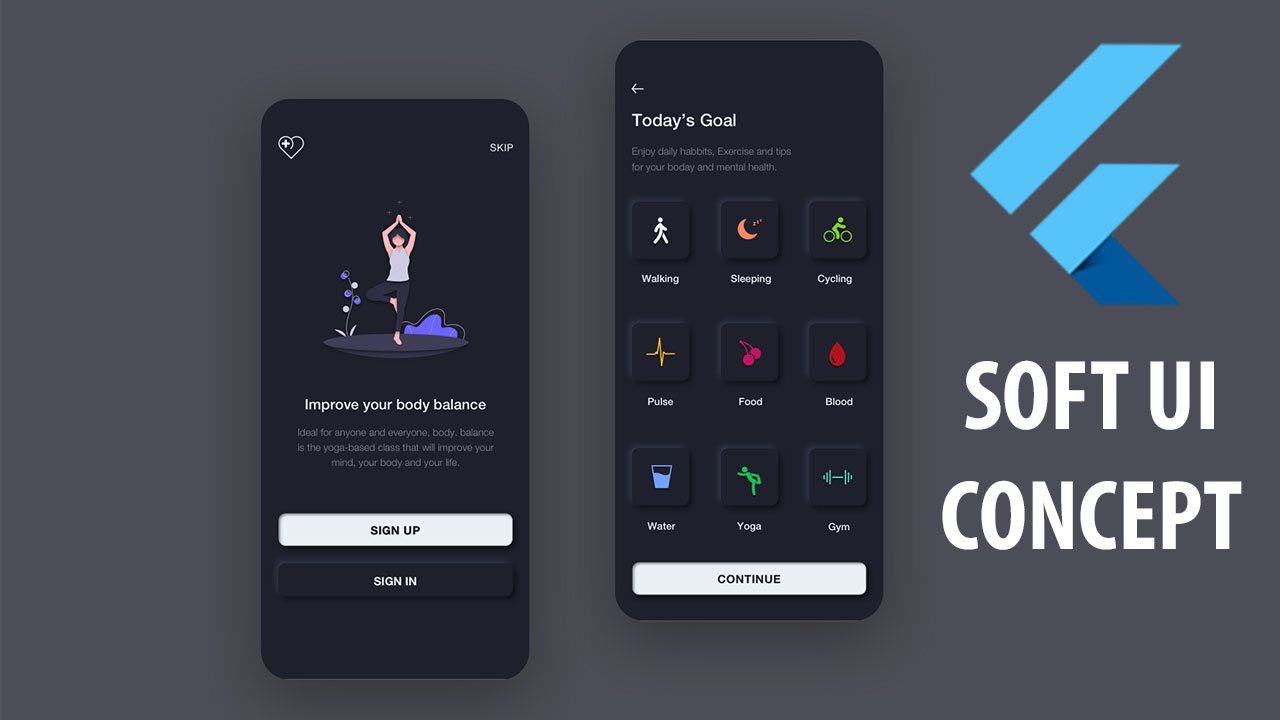 SKIP
Improve your body balance
Ideal for anyone and everyone, body. balance
is the yoga-based class that will improve your
mind, your body and your life.
SIGN UP
SIGN IN
Today's Goal
Enjoy daily habbits, Exercise and tips
for your boday and mental health.
Walking
Sleeping
Cycling
Pulse
Food
Blood
Water
Yoga
Gym
CONTINUE
SOFT UI
CONCEPT